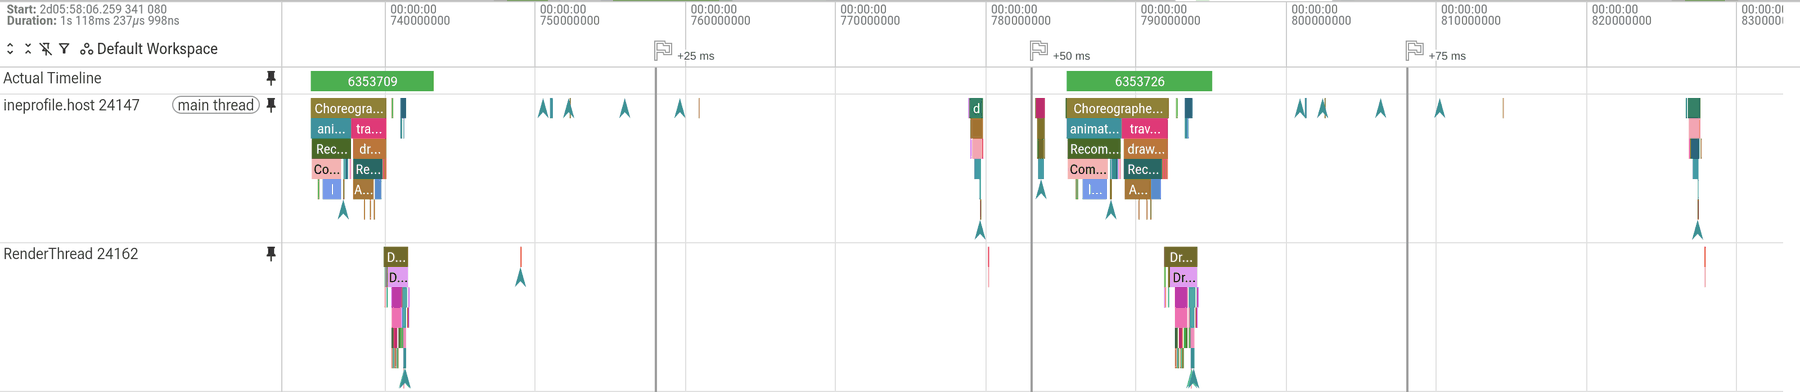 Start: 2d05:58:06.259 341 080
Duration: 1s 118ms 237µs 998ns
00:00:00 00:00:00 00:00:00 00:00:00 00:00:00 00:00:00 00:00:00 00:00:00 00:00:00 00:00:0
740000000 750000000 760000000 770000000 780000000 790000000 800000000 810000000 820000000 8300000
Default Workspace
+25 ms +50 ms +75 ms
Actual Timeline 6353709 6353726
ineprofile.host 24147 main thread Choreogra... d Choreographe...
ani... tra... animat... trav...
Rec... dr... Recom... draw...
Co... Re... Com... Rec...
l A... l... A...
RenderThread 24162 D... Dr...
D... Dr...